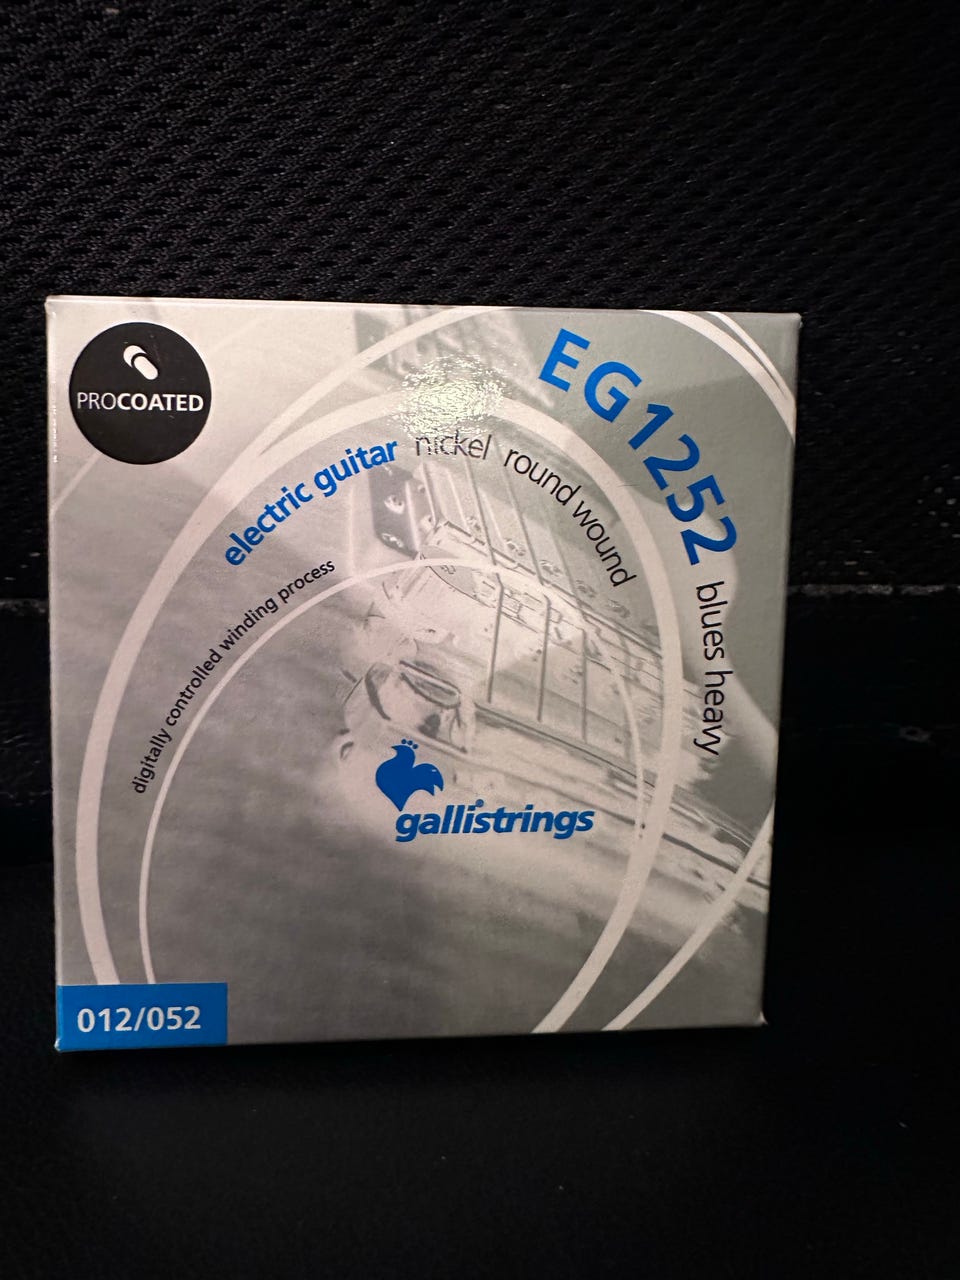 PROCOATED
EG1252 blues heavy
electric guitar nickel round wound
digitally controlled winding process
gallistrings
012/052